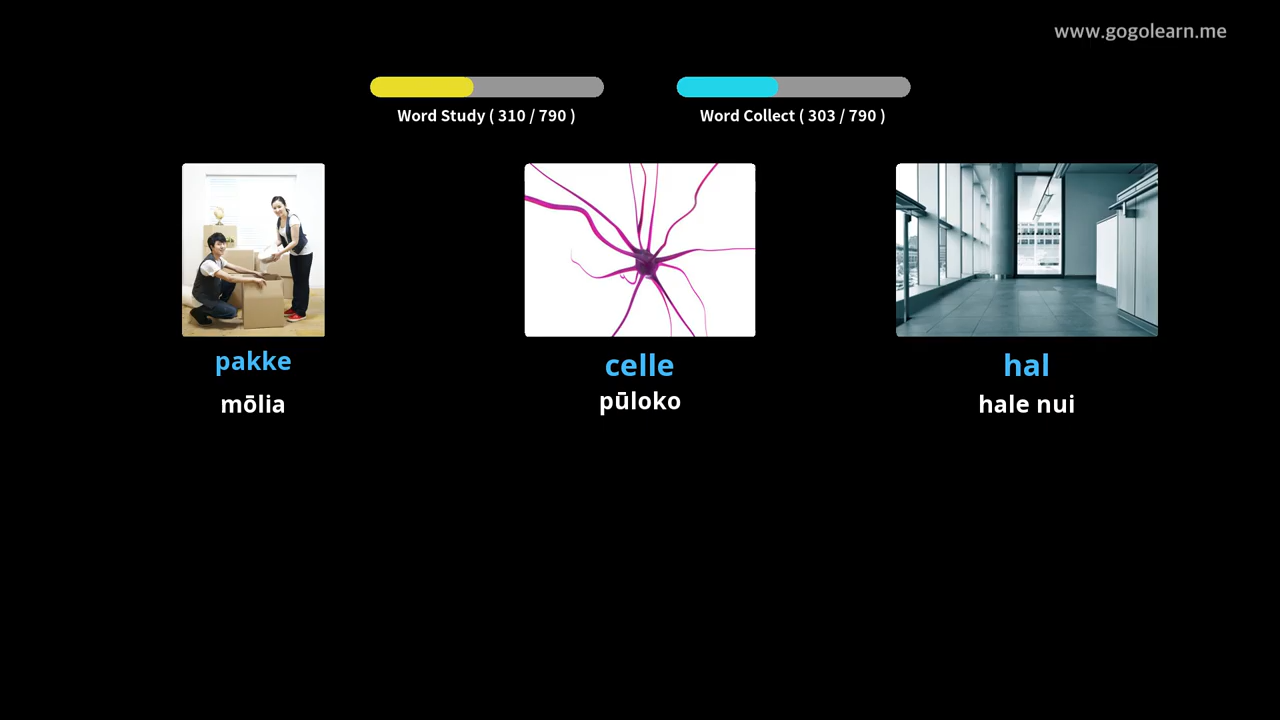 www.gogolearn.me
Word Study ( 310 / 790 )
Word Collect ( 303 / 790 )
pakke
mōlia
celle
pūloko
hal
hale nui